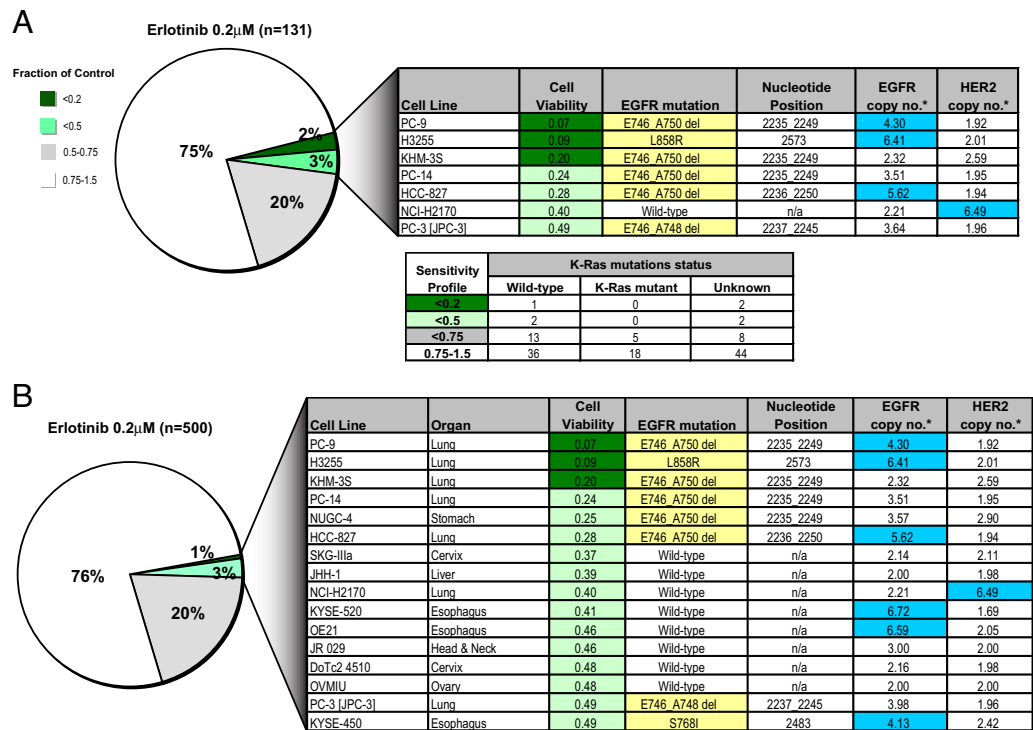 A
Erlotinib 0.2μM (n=131)
Fraction of Control
<0.2
<0.5
0.5-0.75
0.75-1.5
75%
2%
3%
20%
Cell Line Cell Viability EGFR mutation Nucleotide Position EGFR copy no.* HER2 copy no.*
PC-9 0.07 E746_A750 del 2235_2249 4.30 1.92
H3255 0.09 L858R 2573 6.41 2.01
KHM-3S 0.20 E746_A750 del 2235_2249 2.32 2.59
PC-14 0.24 E746_A750 del 2235_2249 3.51 1.95
HCC-827 0.28 E746_A750 del 2236_2250 5.62 1.94
NCI-H2170 0.40 Wild-type n/a 2.21 6.49
PC-3 [JPC-3] 0.49 E746_A748 del 2237_2245 3.64 1.96
Sensitivity Profile K-Ras mutations status
Wild-type K-Ras mutant Unknown
<0.2 1 0 2
<0.5 2 0 2
<0.75 13 5 8
0.75-1.5 36 18 44
B
Erlotinib 0.2μM (n=500)
76%
1%
3%
20%
Cell Line Organ Cell Viability EGFR mutation Nucleotide Position EGFR copy no.* HER2 copy no.*
PC-9 Lung 0.07 E746_A750 del 2235_2249 4.30 1.92
H3255 Lung 0.09 L858R 2573 6.41 2.01
KHM-3S Lung 0.20 E746_A750 del 2235_2249 2.32 2.59
PC-14 Lung 0.24 E746_A750 del 2235_2249 3.51 1.95
NUGC-4 Stomach 0.25 E746_A750 del 2235_2249 3.57 2.90
HCC-827 Lung 0.28 E746_A750 del 2236_2250 5.62 1.94
SKG-IIIa Cervix 0.37 Wild-type n/a 2.14 2.11
JHH-1 Liver 0.39 Wild-type n/a 2.00 1.98
NCI-H2170 Lung 0.40 Wild-type n/a 2.21 6.49
KYSE-520 Esophagus 0.41 Wild-type n/a 6.72 1.69
OE21 Esophagus 0.46 Wild-type n/a 6.59 2.05
JR 029 Head & Neck 0.46 Wild-type n/a 3.00 2.00
DoTc2 4510 Cervix 0.48 Wild-type n/a 2.16 1.98
OVMIU Ovary 0.48 Wild-type n/a 2.00 2.00
PC-3 [JPC-3] Lung 0.49 E746_A748 del 2237_2245 3.98 1.96
KYSE-450 Esophagus 0.49 S768I 2483 4.13 2.42